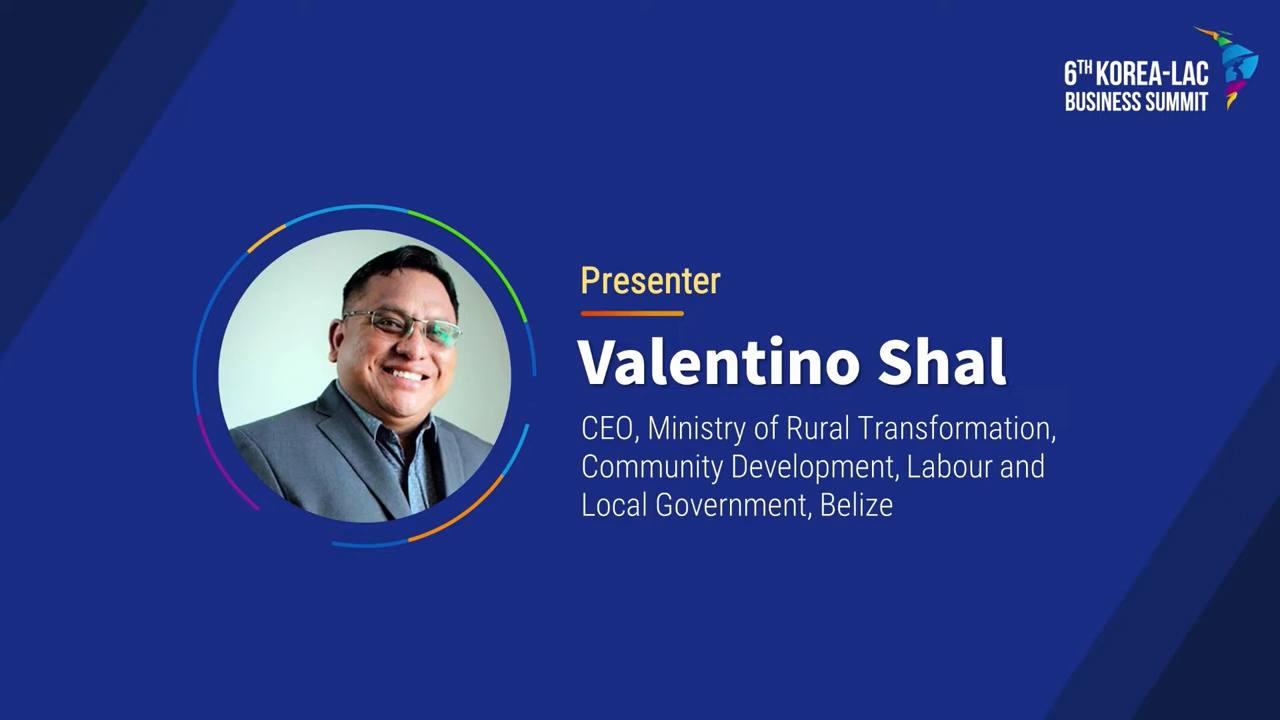 6TH KOREA-LAC
BUSINESS SUMMIT
Presenter
Valentino Shal
CEO, Ministry of Rural Transformation,
Community Development, Labour and
Local Government, Belize